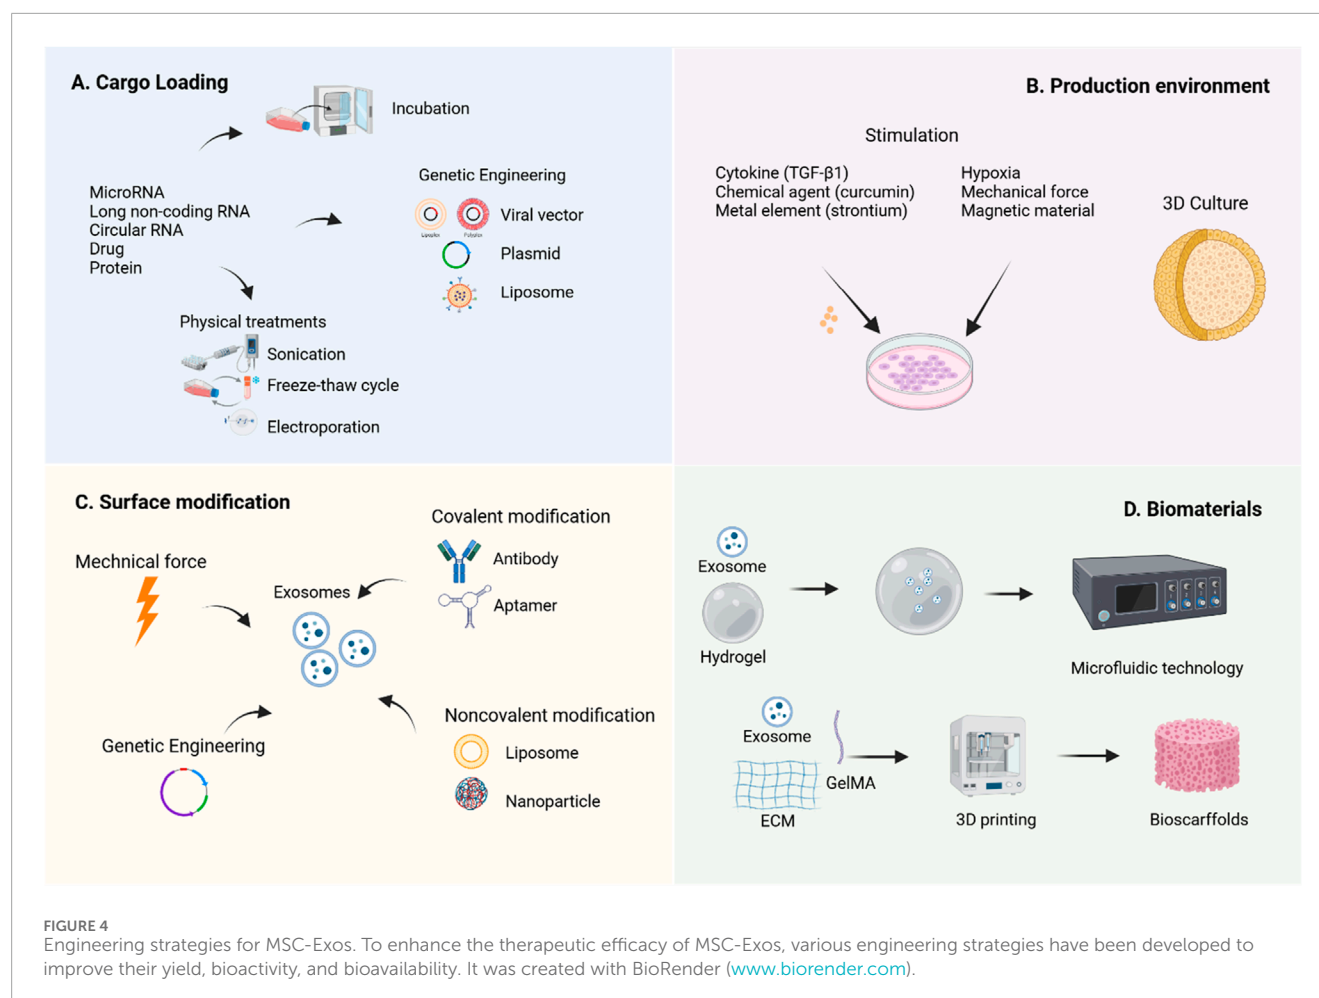 A. Cargo Loading
Incubation
MicroRNA
Long non-coding RNA
Circular RNA
Drug
Protein
Genetic Engineering
Viral vector
Plasmid
Liposome
Physical treatments
Sonication
Freeze-thaw cycle
Electroporation
B. Production environment
Stimulation
Cytokine (TGF-β1)
Chemical agent (curcumin)
Metal element (strontium)
Hypoxia
Mechanical force
Magnetic material
3D Culture
C. Surface modification
Mechnical force
Exosomes
Covalent modification
Antibody
Aptamer
Genetic Engineering
Noncovalent modification
Liposome
Nanoparticle
D. Biomaterials
Exosome
Hydrogel
Microfluidic technology
Exosome
GelMA
ECM
3D printing
Bioscarffolds
FIGURE 4
Engineering strategies for MSC-Exos. To enhance the therapeutic efficacy of MSC-Exos, various engineering strategies have been developed to
improve their yield, bioactivity, and bioavailability. It was created with BioRender (www.biorender.com).